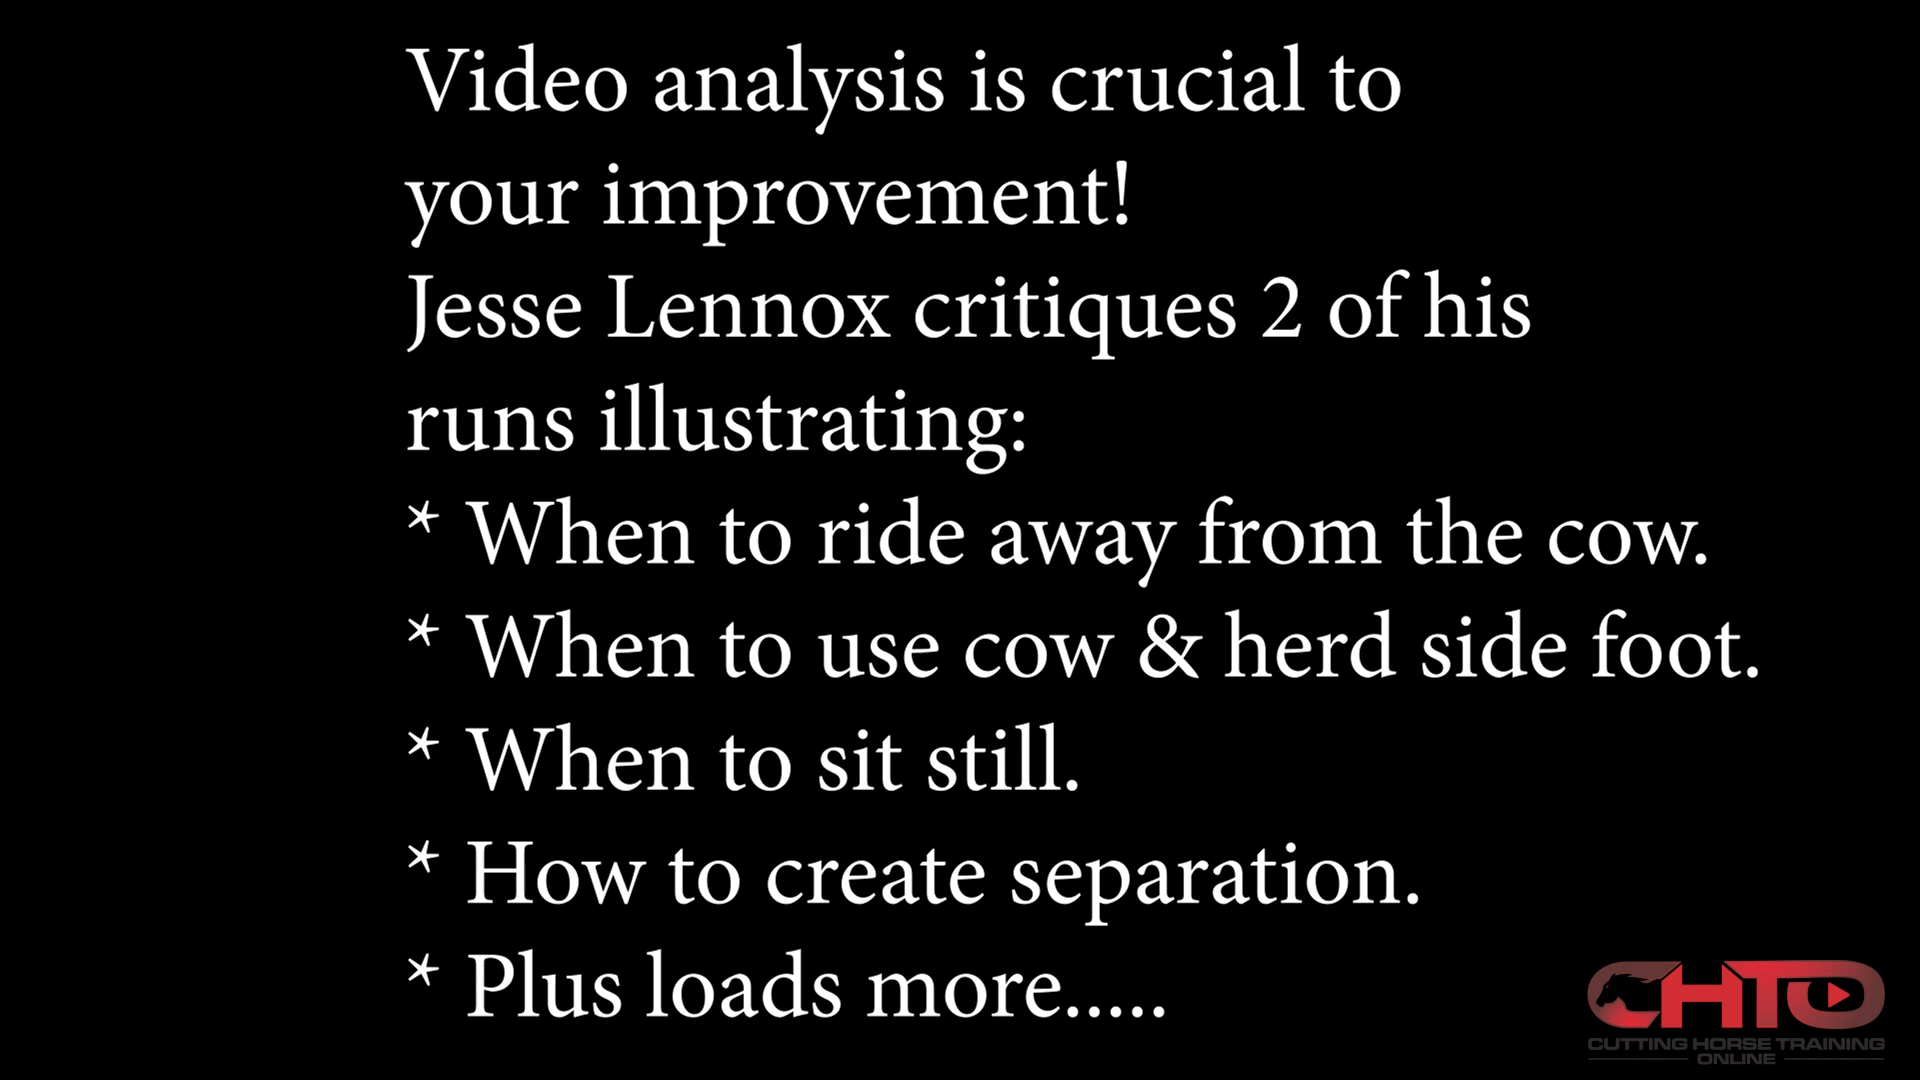 Video analysis is crucial to
your improvement!
Jesse Lennox critiques 2 of his
runs illustrating:
* When to ride away from the cow.
* When to use cow & herd side foot.
* When to sit still.
* How to create separation.
* Plus loads more.....
CHTO
CUTTING HORSE TRAINING
ONLINE